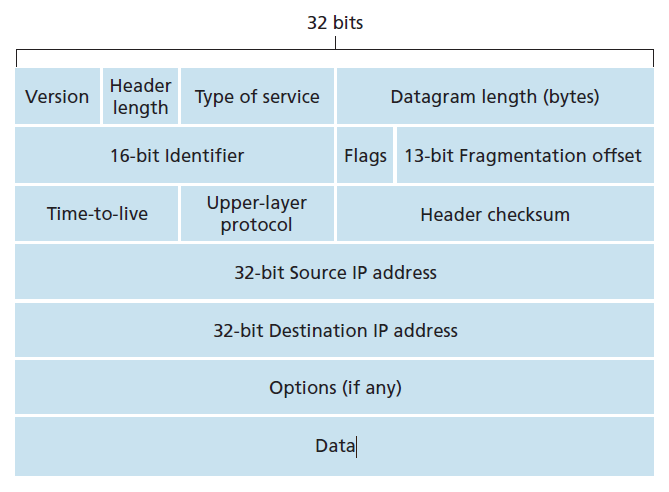 32 bits
Version
Header
length
Type of service
Datagram length (bytes)
16-bit Identifier
Flags
13-bit Fragmentation offset
Time-to-live
Upper-layer
protocol
Header checksum
32-bit Source IP address
32-bit Destination IP address
Options (if any)
Data